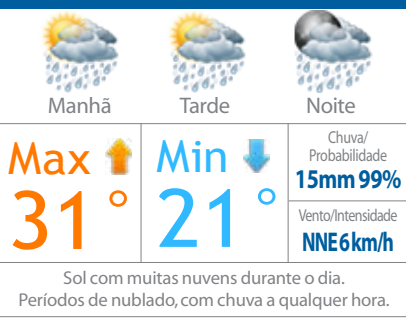 Manhã Tarde Noite
Max Min
31° 21°
Chuva/
Probabilidade
15mm 99%
Vento/Intensidade
NNE 6 km/h
Sol com muitas nuvens durante o dia.
Períodos de nublado, com chuva a qualquer hora.